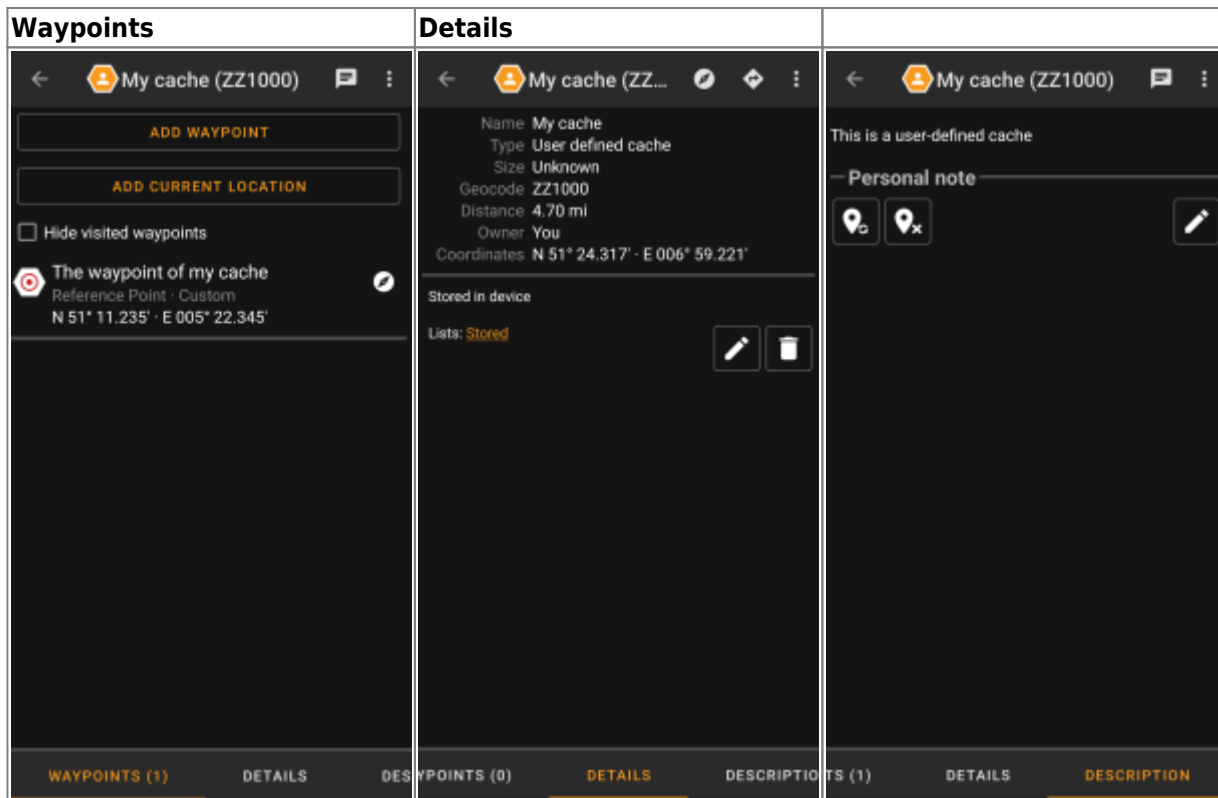 Waypoints
Details
My cache (ZZ1000)
ADD WAYPOINT
ADD CURRENT LOCATION
Hide visited waypoints
The waypoint of my cache
Reference Point · Custom
N 51° 11.235' · E 005° 22.345'
WAYPOINTS (1)
DETAILS
DES
My cache (ZZ...
Name My cache
Type User defined cache
Size Unknown
Geocode ZZ1000
Distance 4.70 mi
Owner You
Coordinates N 51° 24.317' · E 006° 59.221'
Stored in device
Lists: Stored
YPOINTS (0)
DETAILS
DESCRIPTIO
My cache (ZZ1000)
This is a user-defined cache
Personal note
TS (1)
DETAILS
DESCRIPTION